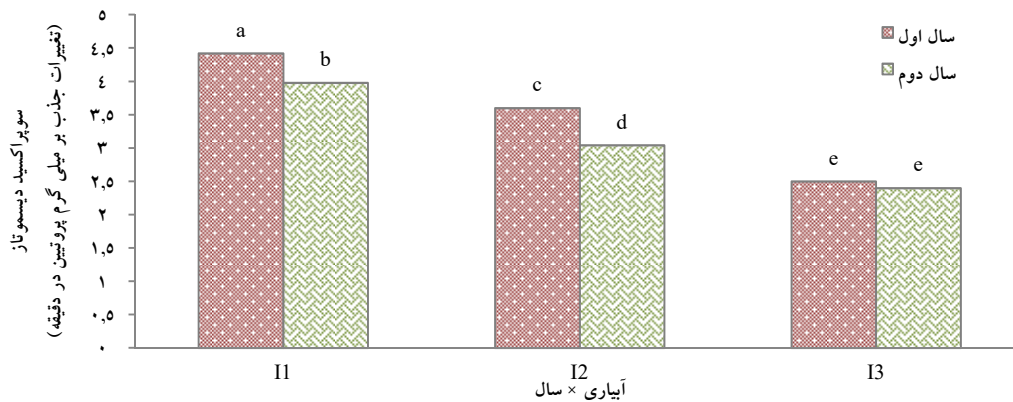 سوپراکسید دیسموتاز
(تغییرات جذب بر میلی گرم پروتیین در دقیقه)
۵
۴,۵
۴
۳,۵
۳
۲,۵
۲
۱,۵
۱
۰,۵
۰
a
b
c
d
e
e
سال اول
سال دوم
I1
I2
I3
آبیاری × سال